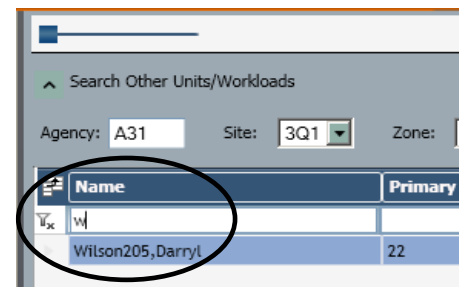 Search Other Units/Workloads
Agency: A31 Site: 3Q1 Zone:
Name Primary
w
Wilson205,Darryl 22